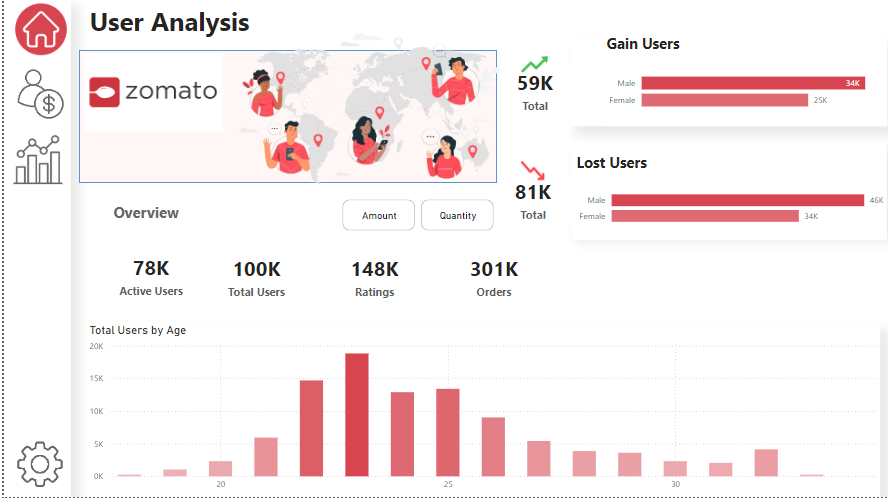 User Analysis
zomato
59K
Total
Gain Users
Male
34K
Female
25K
81K
Total
Lost Users
Male
46K
Female
34K
Overview
Amount
Quantity
78K
Active Users
100K
Total Users
148K
Ratings
301K
Orders
Total Users by Age
20K
15K
10K
5K
0K
20
25
30